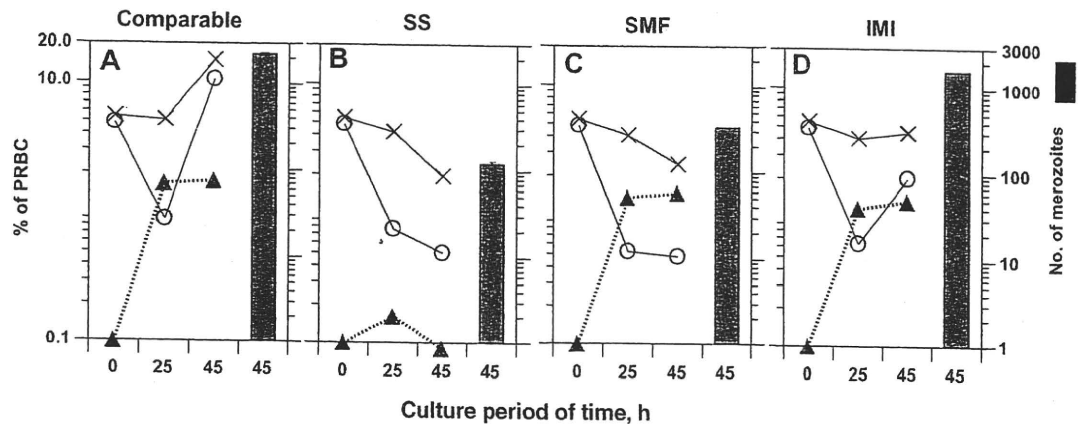 Comparable SS SMF IMI
20.0 A B C D 3000
10.0 1000
% of PRBC
100
No. of merozoites
10
0.1 1
0 25 45 45 0 25 45 45 0 25 45 45 0 25 45 45
Culture period of time, h